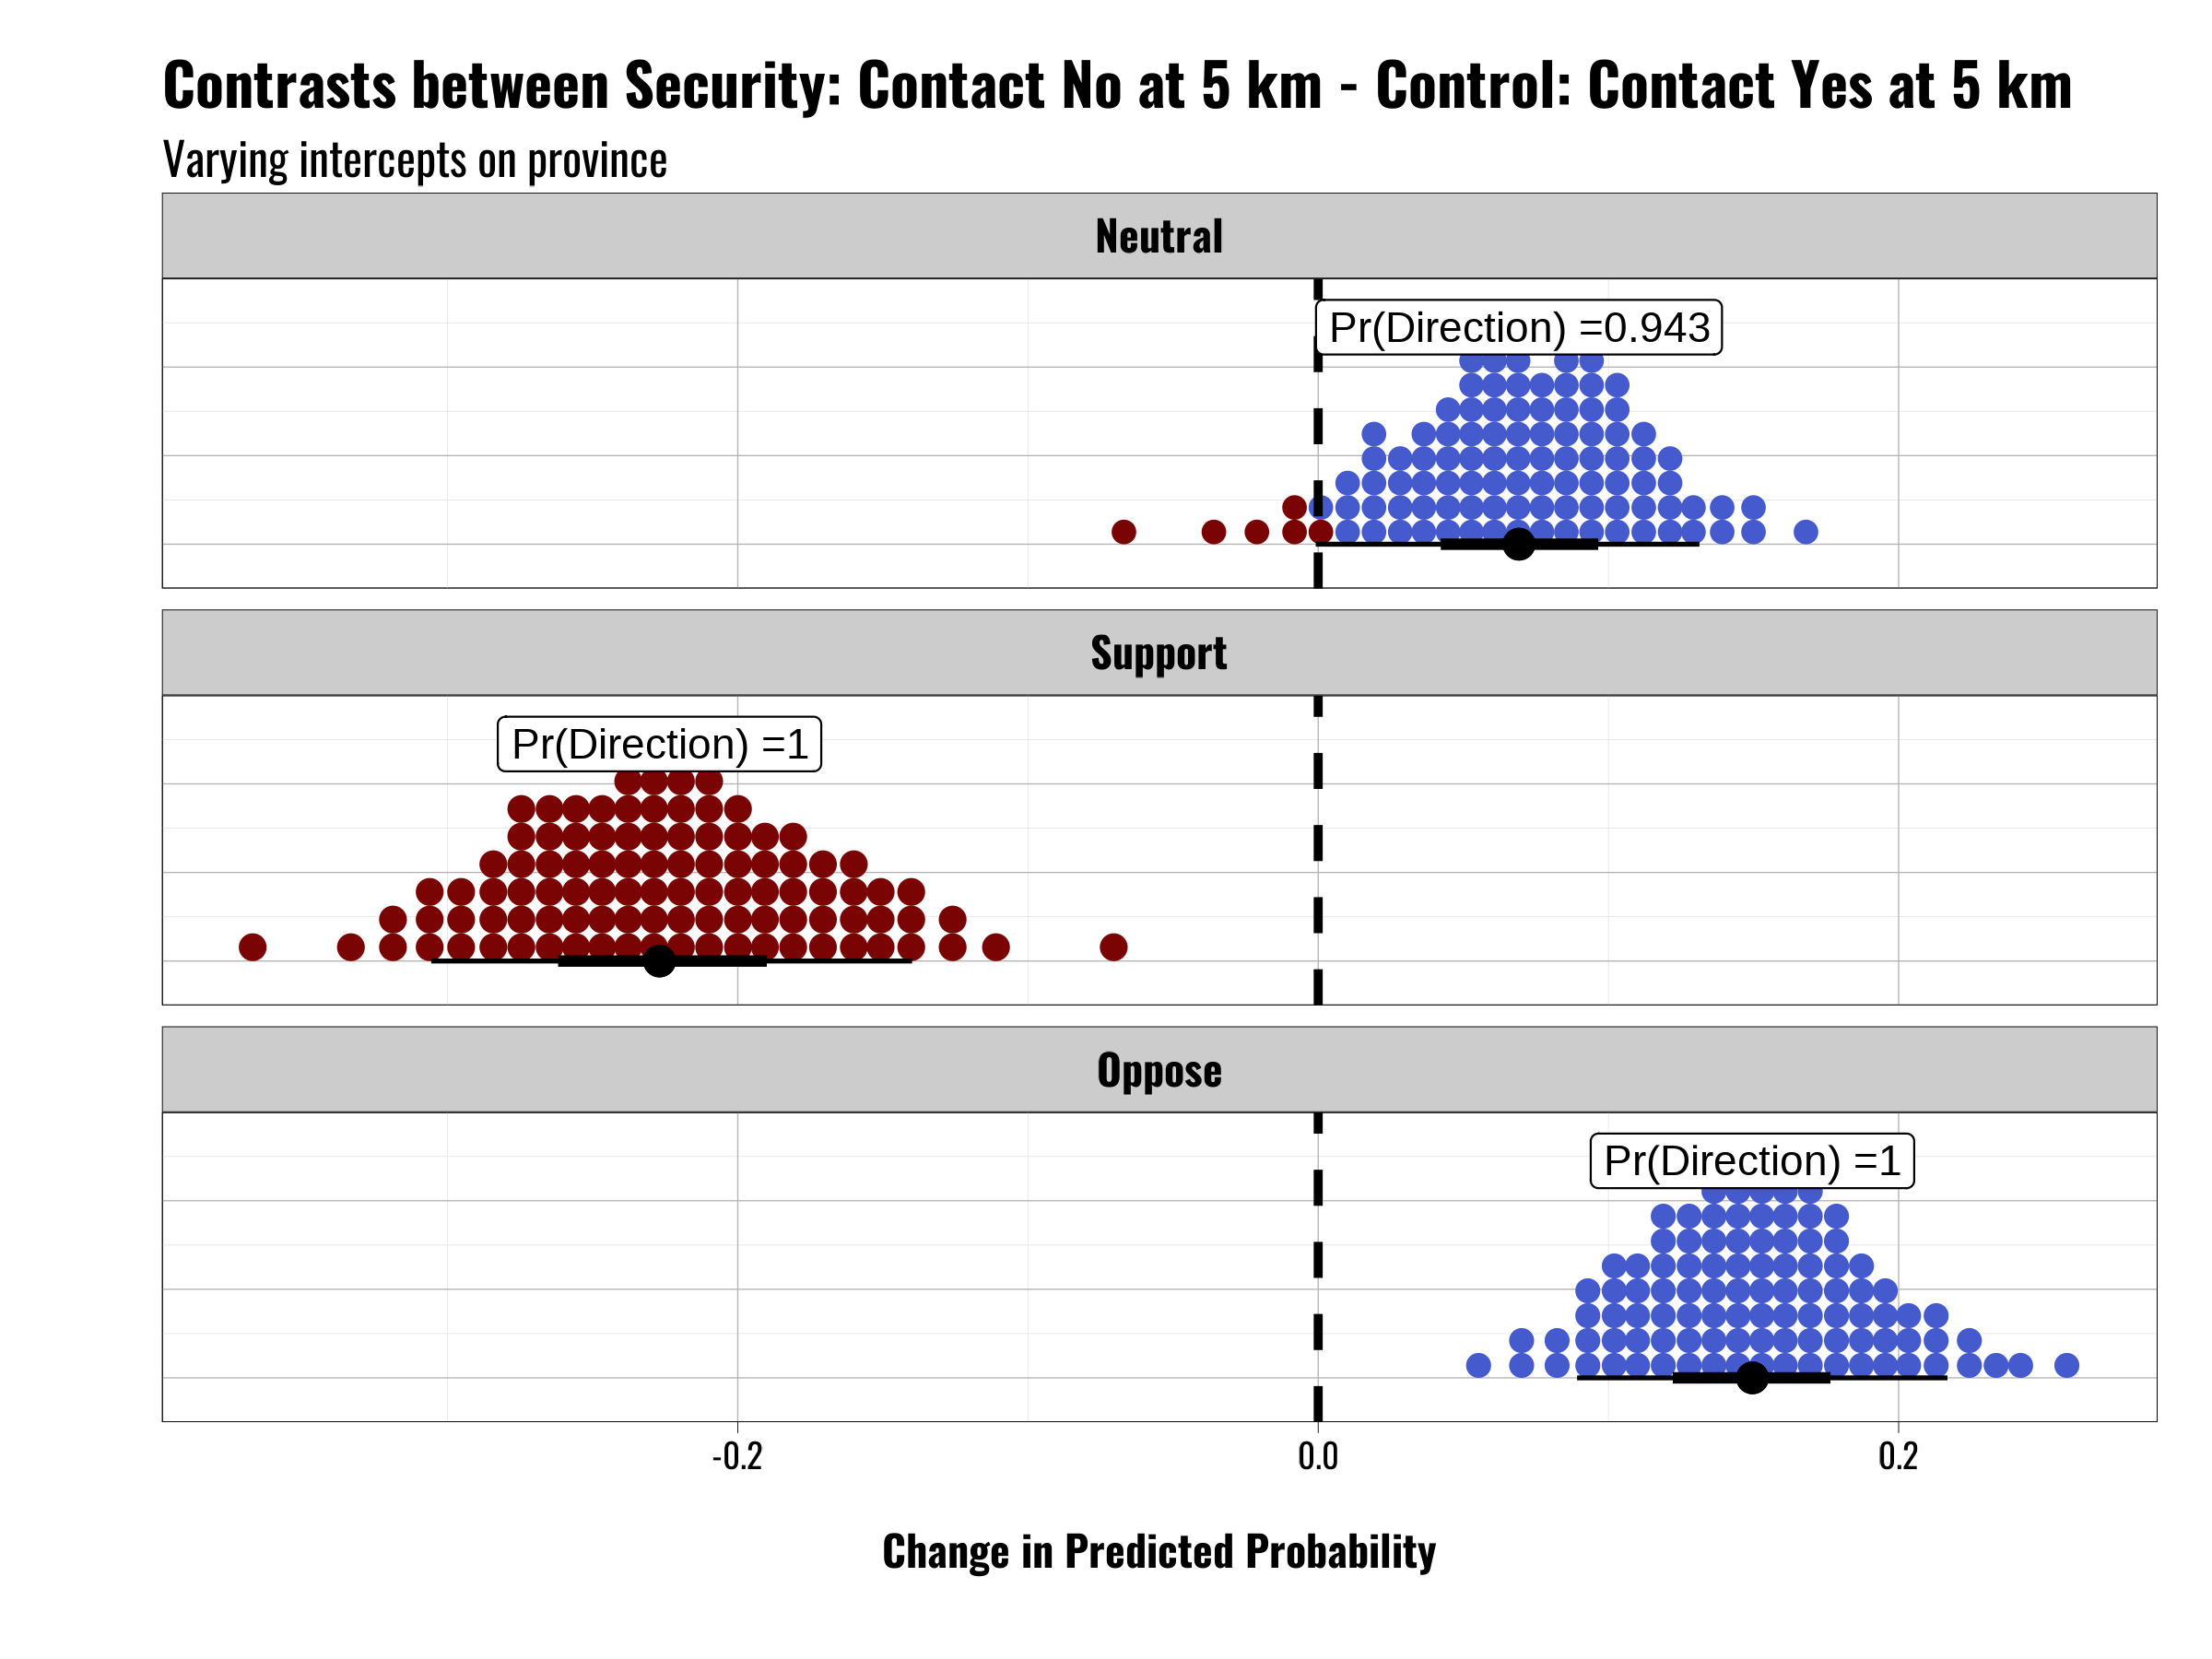 Contrasts between Security: Contact No at 5 km - Control: Contact Yes at 5 km
Varying intercepts on province
Neutral
Pr(Direction) =0.943
Support
Pr(Direction) =1
Oppose
Pr(Direction) =1
-0.2 0.0 0.2
Change in Predicted Probability